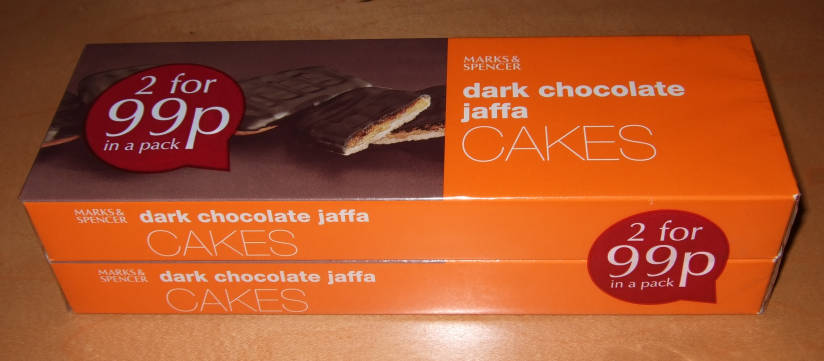 2 for
99p
in a pack
MARKS &
SPENCER
dark chocolate
jaffa
CAKES
MARKS &
SPENCER
dark chocolate jaffa
CAKES
2 for
99p
in a pack
MARKS &
SPENCER
dark chocolate jaffa
CAKES